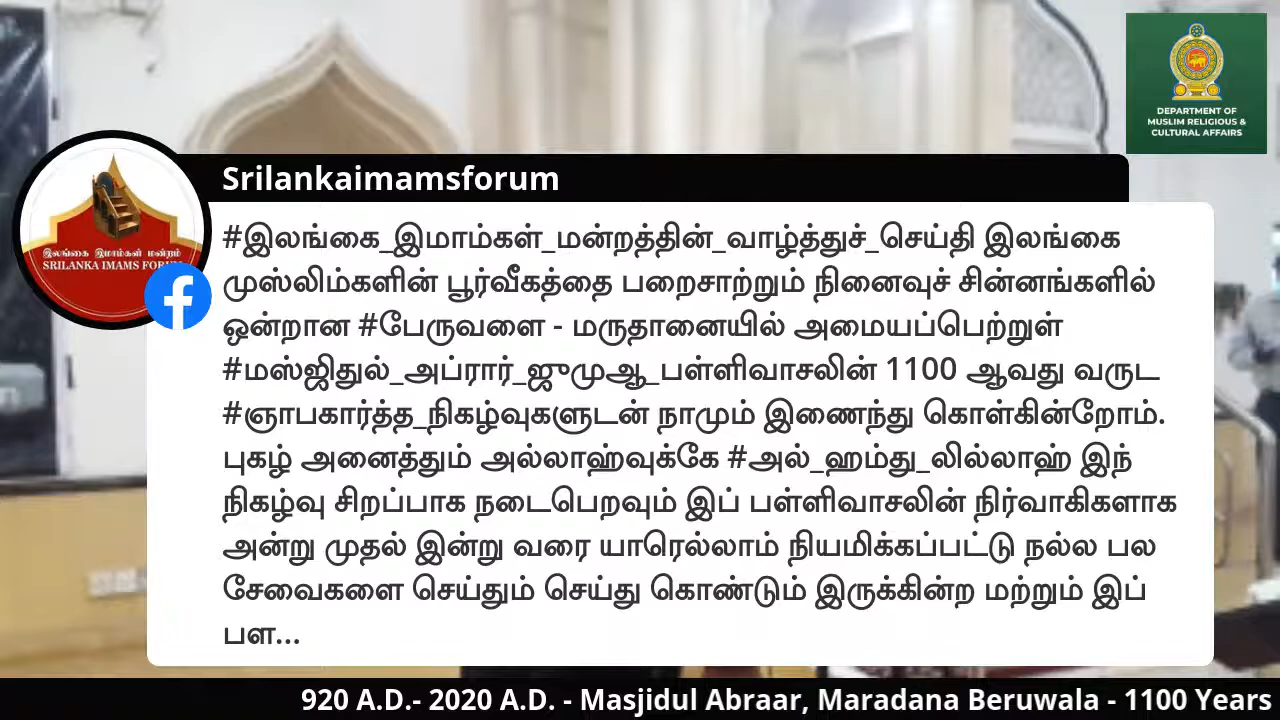 DEPARTMENT OF
MUSLIM RELIGIOUS &
CULTURAL AFFAIRS
Srilankaimamsforum
இலங்கை இமாம்கள் மன்றம்
SRILANKA IMAMS FORUM
#இலங்கை_இமாம்கள்_மன்றத்தின்_வாழ்த்துச்_செய்தி இலங்கை
முஸ்லிம்களின் பூர்வீகத்தை பறைசாற்றும் நினைவுச் சின்னங்களில்
ஒன்றான #பேருவளை - மருதானையில் அமையப்பெற்றுள்
#மஸ்ஜிதுல்_அப்ரார்_ஜுமுஆ_பள்ளிவாசலின் 1100 ஆவது வருட
#ஞாபகார்த்த_நிகழ்வுகளுடன் நாமும் இணைந்து கொள்கின்றோம்.
புகழ் அனைத்தும் அல்லாஹ்வுக்கே #அல்_ஹம்து_லில்லாஹ் இந்
நிகழ்வு சிறப்பாக நடைபெறவும் இப் பள்ளிவாசலின் நிர்வாகிகளாக
அன்று முதல் இன்று வரை யாரெல்லாம் நியமிக்கப்பட்டு நல்ல பல
சேவைகளை செய்தும் செய்து கொண்டும் இருக்கின்ற மற்றும் இப்
பள...
920 A.D.- 2020 A.D. - Masjidul Abraar, Maradana Beruwala - 1100 Years